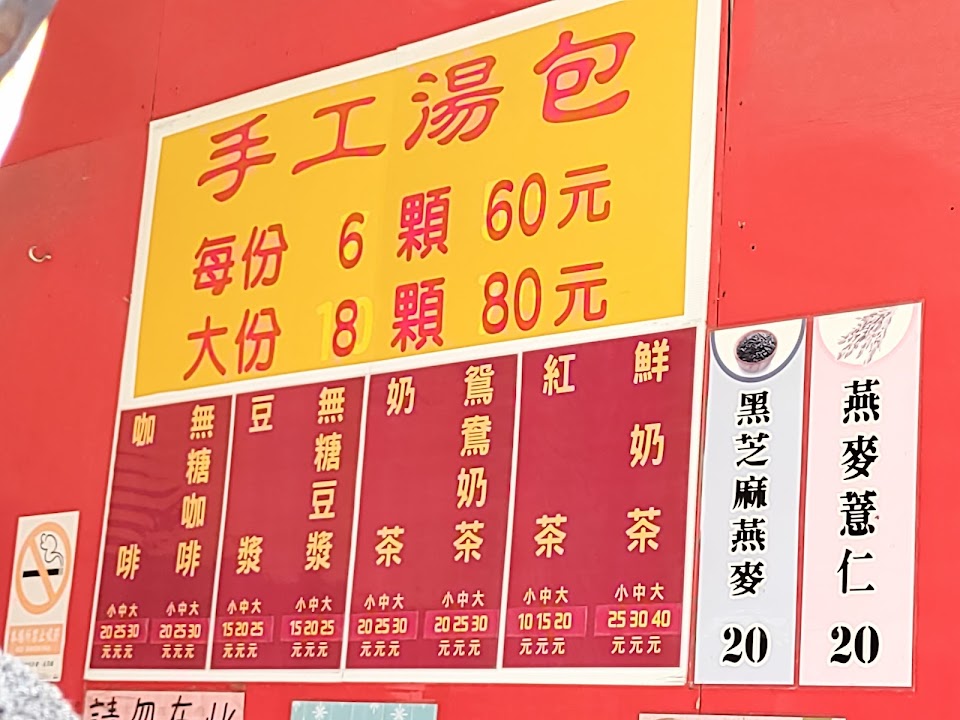 手工湯包
每份 6 顆 60元
大份 8 顆 80元
鮮奶茶
小中大
25 30 40
元元元
紅茶
小中大
10 15 20
元元元
鴛鴦奶茶
小中大
20 25 30
元元元
奶茶
小中大
20 25 30
元元元
無糖豆漿
小中大
15 20 25
元元元
豆漿
小中大
15 20 25
元元元
無糖咖啡
小中大
20 25 30
元元元
咖啡
小中大
20 25 30
元元元
黑芝麻燕麥
20
燕麥薏仁
20
請勿在此